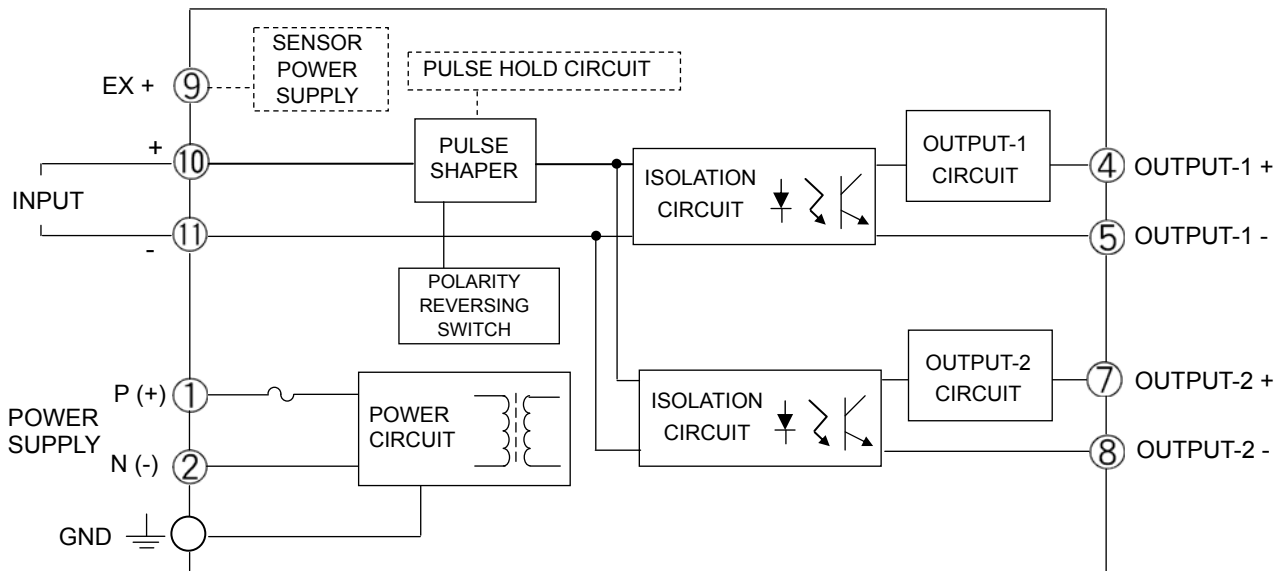 SENSOR
POWER
SUPPLY
PULSE HOLD CIRCUIT
EX +
9
+
10
PULSE
SHAPER
OUTPUT-1
CIRCUIT
4
OUTPUT-1 +
INPUT
ISOLATION
CIRCUIT
-
11
5
OUTPUT-1 -
POLARITY
REVERSING
SWITCH
P (+)
1
OUTPUT-2
CIRCUIT
7
OUTPUT-2 +
POWER
SUPPLY
POWER
CIRCUIT
ISOLATION
CIRCUIT
N (-)
2
8
OUTPUT-2 -
GND